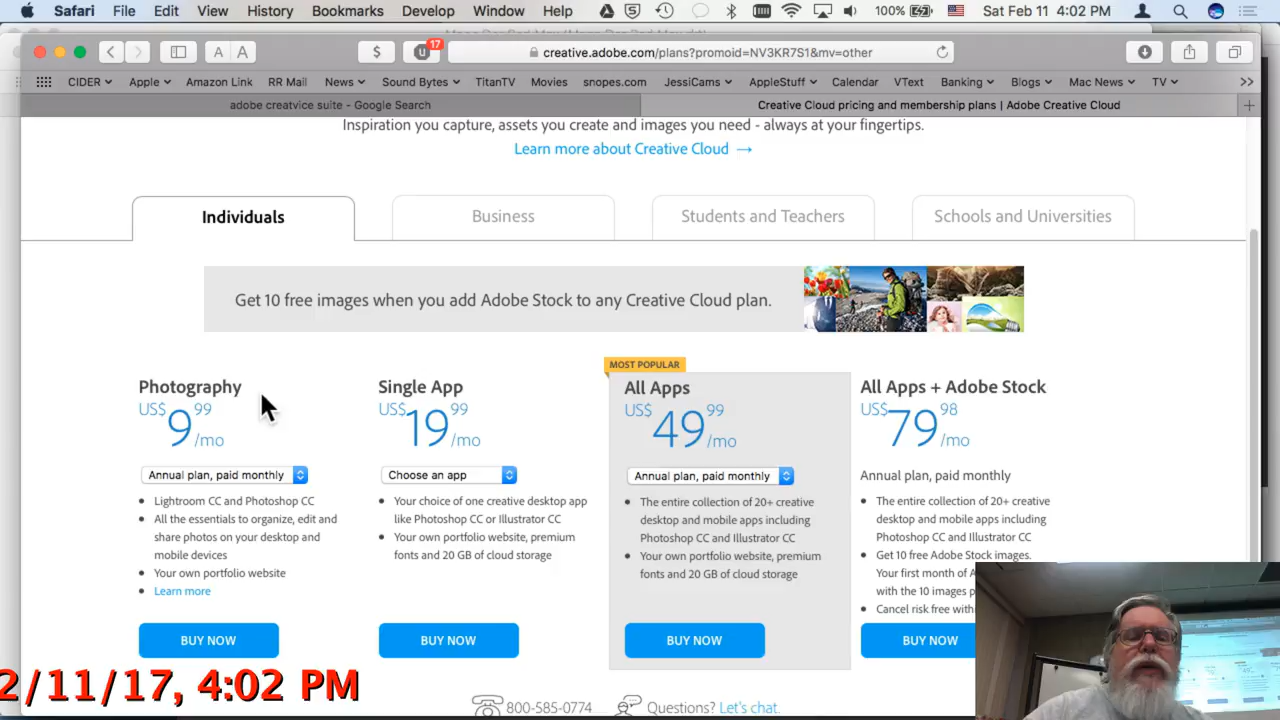 Safari File Edit View History Bookmarks Develop Window Help 100% Sat Feb 11 4:02 PM
A A $ 17 creative.adobe.com/plans?promoid=NV3KR7S1&mv=other
CIDER Apple Amazon Link RR Mail News Sound Bytes TitanTV Movies snopes.com JessiCams AppleStuff Calendar VText Banking Blogs Mac News TV
adobe creatvice suite - Google Search Creative Cloud pricing and membership plans | Adobe Creative Cloud
Inspiration you capture, assets you create and images you need - always at your fingertips.
Learn more about Creative Cloud →
Individuals Business Students and Teachers Schools and Universities
Get 10 free images when you add Adobe Stock to any Creative Cloud plan.
Photography
US$ 9 99 /mo
Annual plan, paid monthly
Lightroom CC and Photoshop CC
All the essentials to organize, edit and
share photos on your desktop and
mobile devices
Your own portfolio website
Learn more
BUY NOW
Single App
US$ 19 99 /mo
Choose an app
Your choice of one creative desktop app
like Photoshop CC or Illustrator CC
Your own portfolio website, premium
fonts and 20 GB of cloud storage
BUY NOW
MOST POPULAR
All Apps
US$ 49 99 /mo
Annual plan, paid monthly
The entire collection of 20+ creative
desktop and mobile apps including
Photoshop CC and Illustrator CC
Your own portfolio website, premium
fonts and 20 GB of cloud storage
BUY NOW
All Apps + Adobe Stock
US$ 79 98 /mo
Annual plan, paid monthly
The entire collection of 20+ creative
desktop and mobile apps including
Photoshop CC and Illustrator CC
Get 10 free Adobe Stock images.
Your first month of
with the 10 images
Cancel risk free
BUY NOW
2/11/17, 4:02 PM
800-585-0774 Questions? Let's chat.